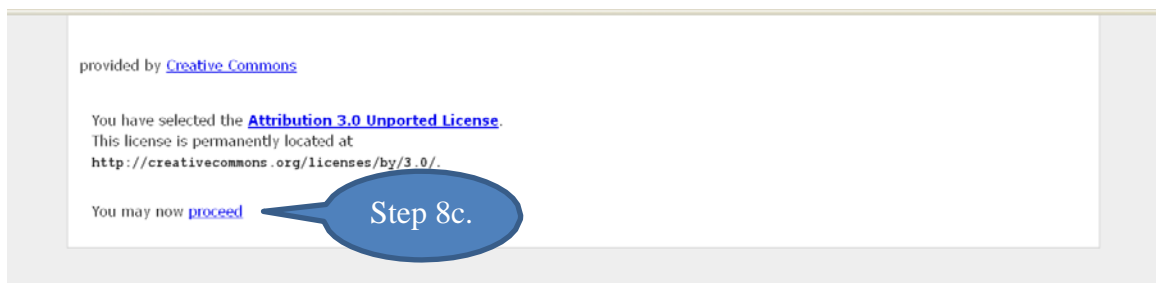 provided by Creative Commons
You have selected the Attribution 3.0 Unported License.
This license is permanently located at
http://creativecommons.org/licenses/by/3.0/.
You may now proceed
Step 8c.